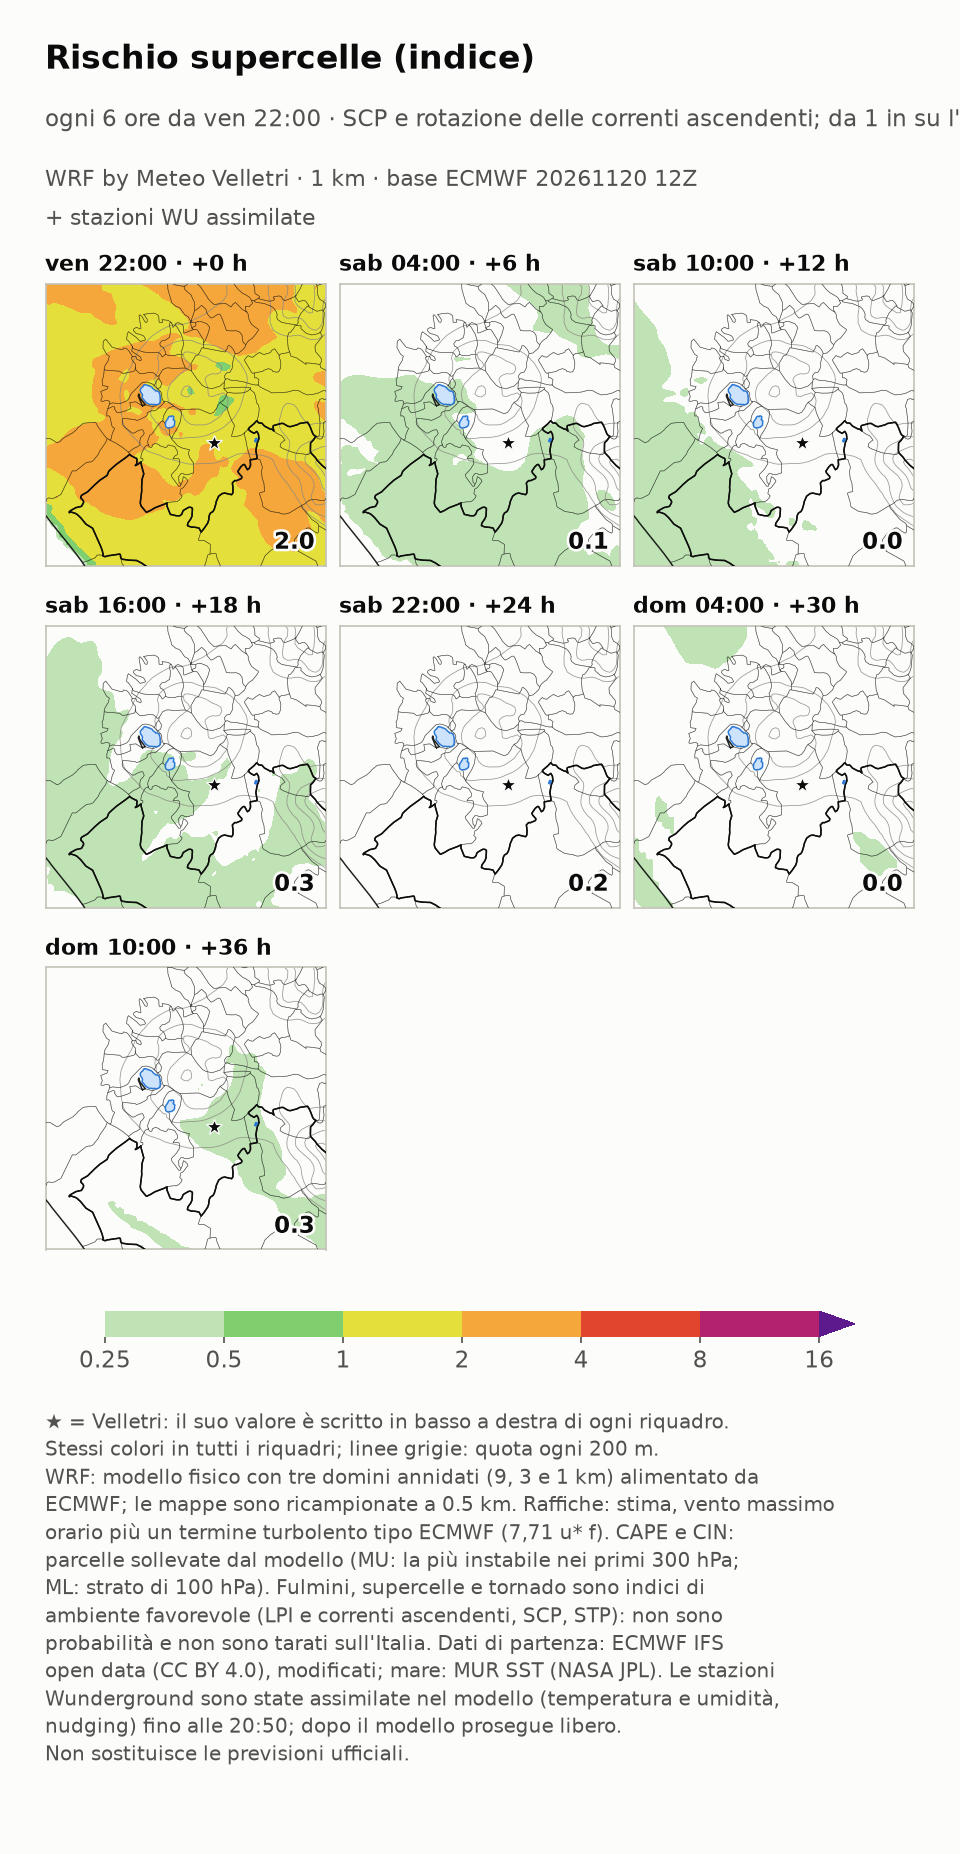 Rischio supercelle (indice)
ogni 6 ore da ven 22:00 · SCP e rotazione delle correnti ascendenti; da 1 in su l'
WRF by Meteo Velletri · 1 km · base ECMWF 20261120 12Z
+ stazioni WU assimilate
ven 22:00 · +0 h
sab 04:00 · +6 h
sab 10:00 · +12 h
2.0
0.1
0.0
sab 16:00 · +18 h
sab 22:00 · +24 h
dom 04:00 · +30 h
0.3
0.2
0.0
dom 10:00 · +36 h
0.3
0.25 0.5 1 2 4 8 16
★ = Velletri: il suo valore è scritto in basso a destra di ogni riquadro.
Stessi colori in tutti i riquadri; linee grigie: quota ogni 200 m.
WRF: modello fisico con tre domini annidati (9, 3 e 1 km) alimentato da
ECMWF; le mappe sono ricampionate a 0.5 km. Raffiche: stima, vento massimo
orario più un termine turbolento tipo ECMWF (7,71 u* f). CAPE e CIN:
parcelle sollevate dal modello (MU: la più instabile nei primi 300 hPa;
ML: strato di 100 hPa). Fulmini, supercelle e tornado sono indici di
ambiente favorevole (LPI e correnti ascendenti, SCP, STP): non sono
probabilità e non sono tarati sull'Italia. Dati di partenza: ECMWF IFS
open data (CC BY 4.0), modificati; mare: MUR SST (NASA JPL). Le stazioni
Wunderground sono state assimilate nel modello (temperatura e umidità,
nudging) fino alle 20:50; dopo il modello prosegue libero.
Non sostituisce le previsioni ufficiali.